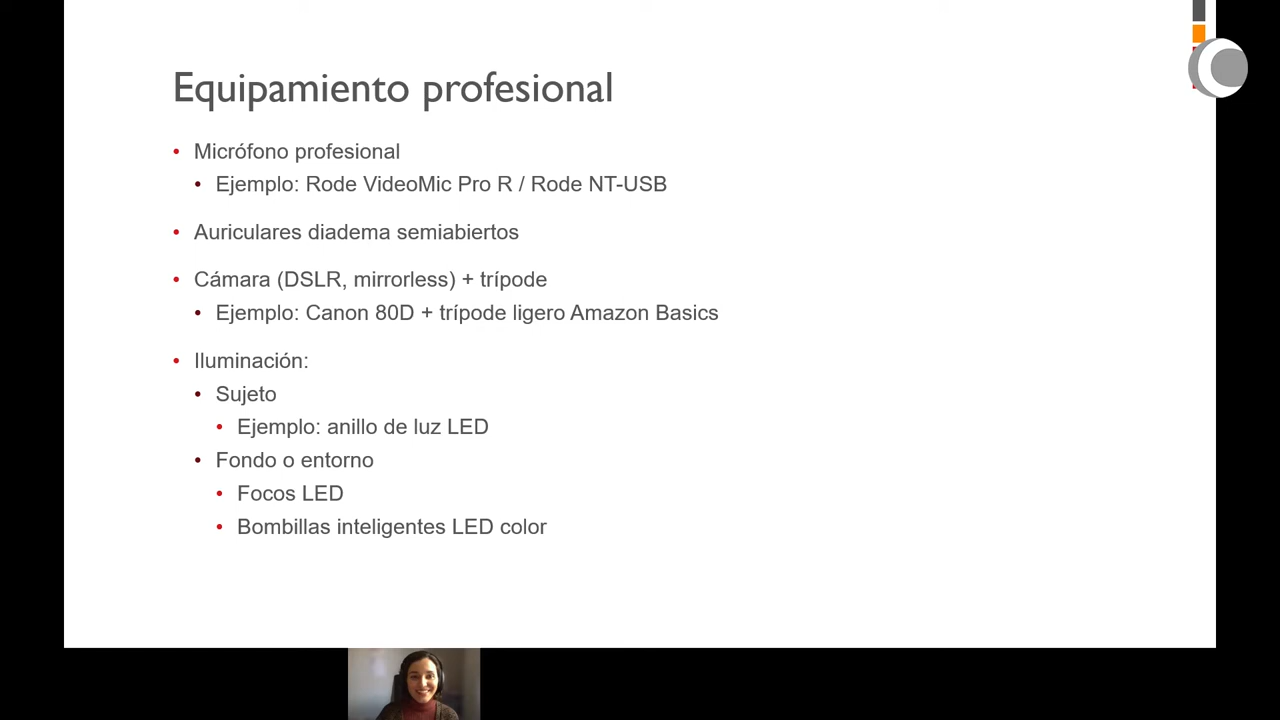 Equipamiento profesional
• Micrófono profesional
• Ejemplo: Rode VideoMic Pro R / Rode NT-USB
• Auriculares diadema semiabiertos
• Cámara (DSLR, mirrorless) + trípode
• Ejemplo: Canon 80D + trípode ligero Amazon Basics
• Iluminación:
• Sujeto
• Ejemplo: anillo de luz LED
• Fondo o entorno
• Focos LED
• Bombillas inteligentes LED color